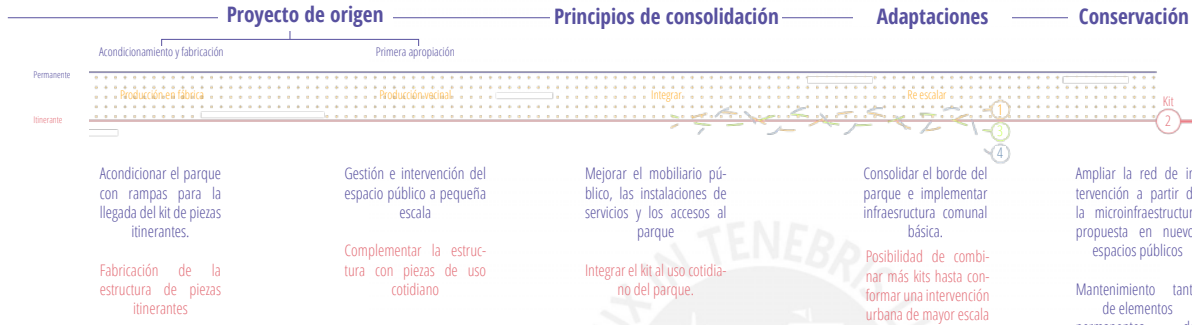 Proyecto de origen
Principios de consolidación
Adaptaciones
Conservación
Acondicionamiento y fabricación
Primera apropiación
Permanente
Producción en fábrica
Producción vecinal
Integrar
Re escalar
Itinerante
Kit
1
2
3
4
Acondicionar el parque
con rampas para la
llegada del kit de piezas
itinerantes.
Fabricación de la
estructura de piezas
itinerantes
Gestión e intervención del
espacio público a pequeña
escala
Complementar la estruc-
tura con piezas de uso
cotidiano
Mejorar el mobiliario pú-
blico, las instalaciones de
servicios y los accesos al
parque
Integrar el kit al uso cotidia-
no del parque.
Consolidar el borde del
parque e implementar
infraesructura comunal
básica.
Posibilidad de combi-
nar más kits hasta con-
formar una intervención
urbana de mayor escala
Ampliar la red de in
tervención a partir d
la microinfraestructur
propuesta en nuevo
espacios públicos
Mantenimiento tant
de elementos
TENEBRI